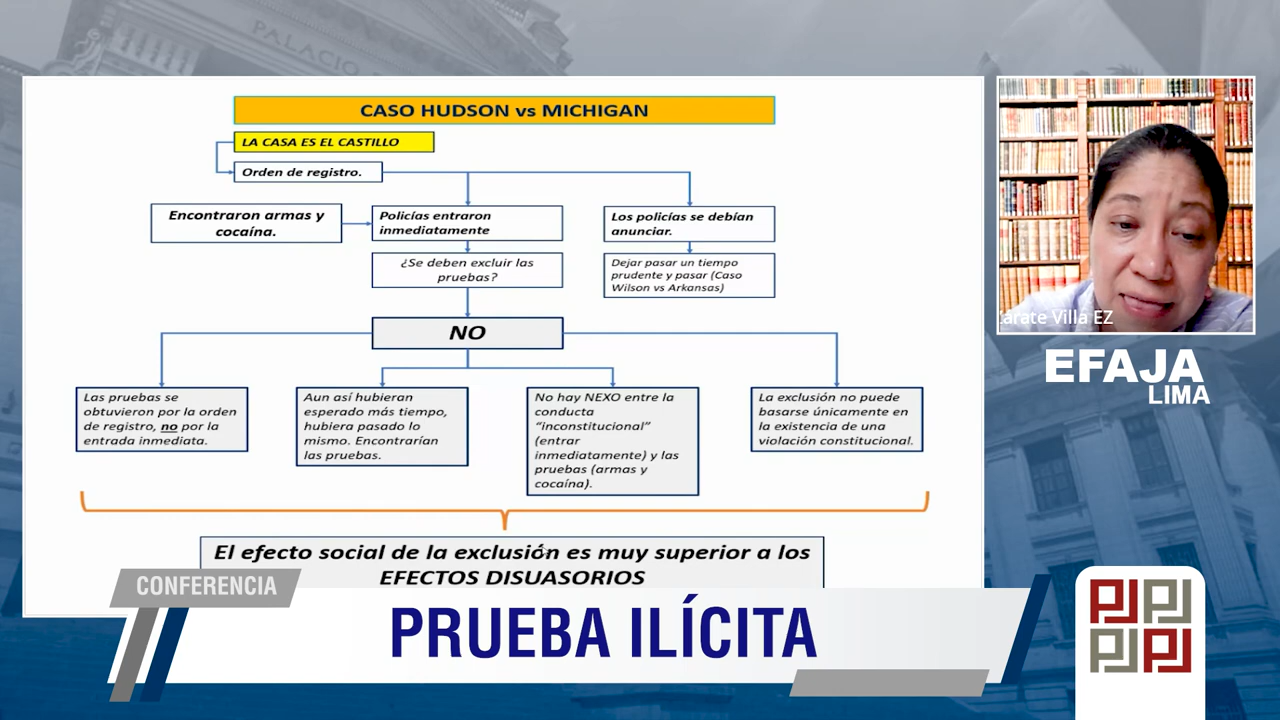 PALACIO
CASO HUDSON vs MICHIGAN
LA CASA ES EL CASTILLO
Orden de registro.
Encontraron armas y
cocaína.
Policías entraron
inmediatamente
Los policías se debían
anunciar.
¿Se deben excluir las
pruebas?
Dejar pasar un tiempo
prudente y pasar (Caso
Wilson vs Arkansas)
NO
Las pruebas se
obtuvieron por la orden
de registro, no por la
entrada inmediata.
Aun así hubieran
esperado más tiempo,
hubiera pasado lo
mismo. Encontrarían
las pruebas.
No hay NEXO entre la
conducta
“inconstitucional”
(entrar
inmediatamente) y las
pruebas (armas y
cocaína).
La exclusión no puede
basarse únicamente en
la existencia de una
violación constitucional.
El efecto social de la exclusión es muy superior a los
EFECTOS DISUASORIOS
arate Villa EZ
EFAJA
LIMA
CONFERENCIA
PRUEBA ILÍCITA
PJ PJ
PJ PJ